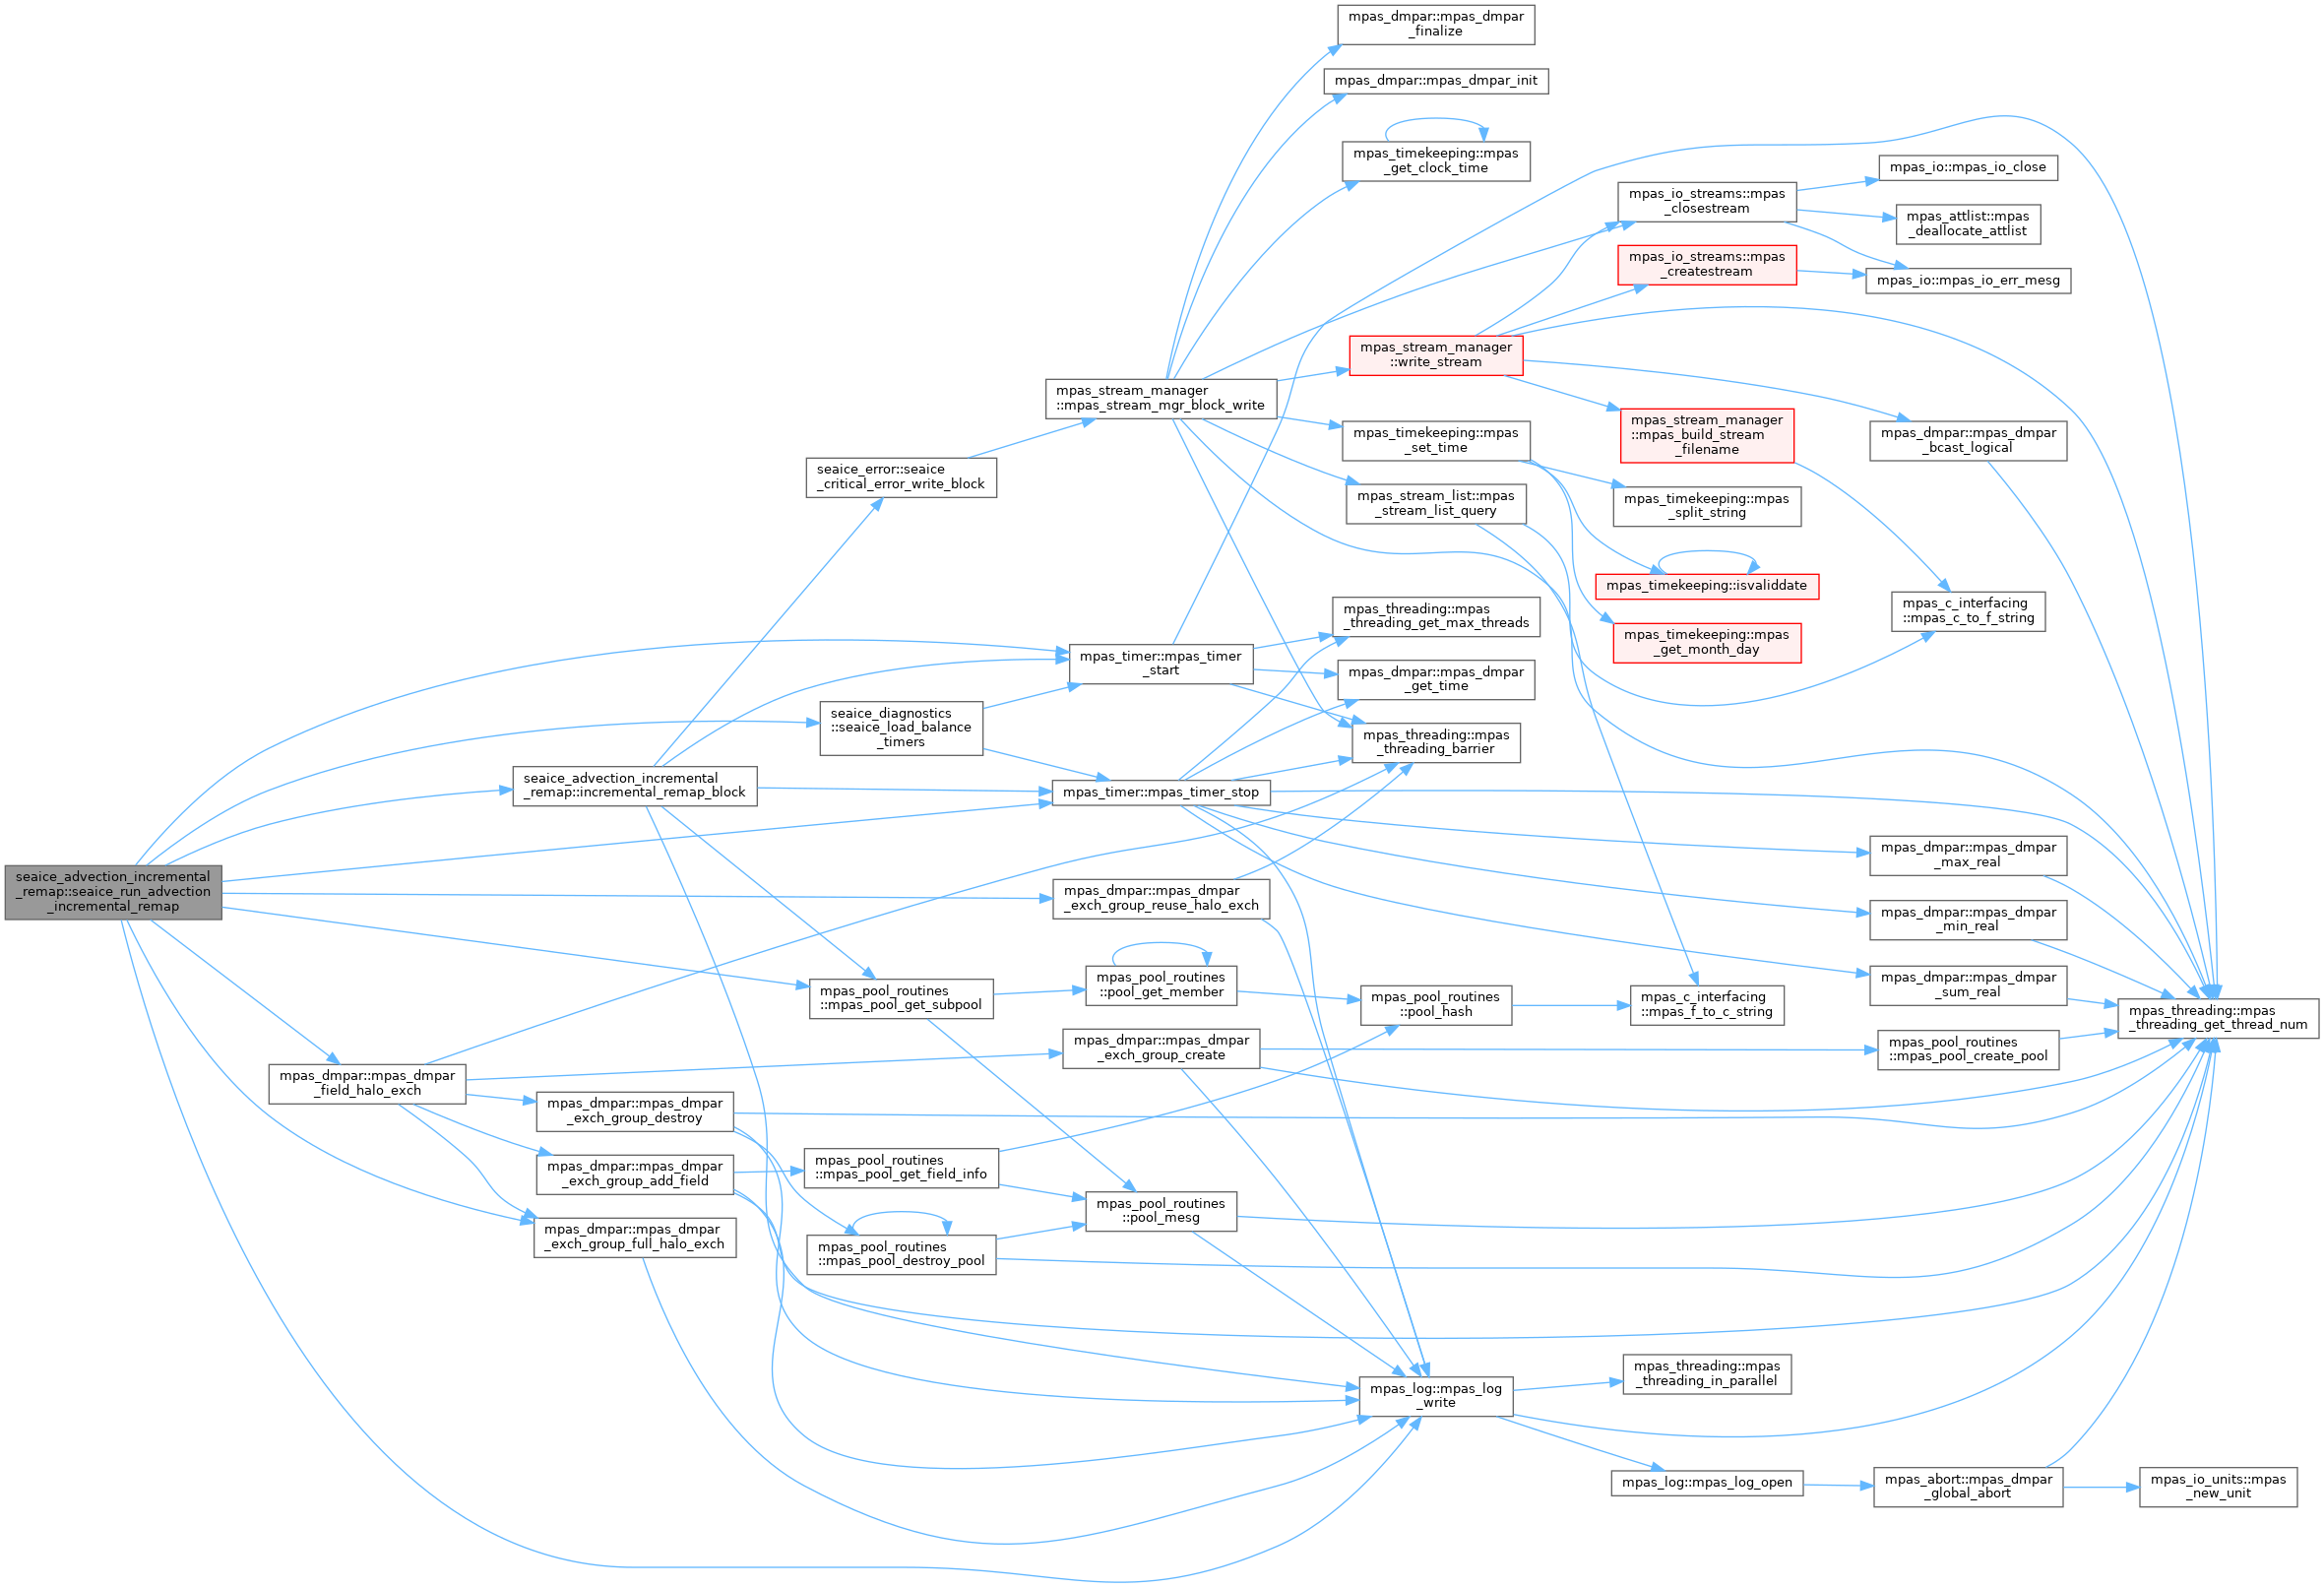 mpas_dmpar::mpas_dmpar
_finalize
mpas_dmpar::mpas_dmpar_init
mpas_timekeeping::mpas
_get_clock_time
mpas_io::mpas_io_close
mpas_io_streams::mpas
_closestream
mpas_attlist::mpas
_deallocate_attlist
mpas_io_streams::mpas
_createstream
mpas_io::mpas_io_err_mesg
mpas_stream_manager
::write_stream
mpas_stream_manager
::mpas_stream_mgr_block_write
mpas_stream_manager
::mpas_build_stream
_filename
mpas_timekeeping::mpas
_set_time
mpas_dmpar::mpas_dmpar
_bcast_logical
seaice_error::seaice
_critical_error_write_block
mpas_stream_list::mpas
_stream_list_query
mpas_timekeeping::mpas
_split_string
mpas_timekeeping::isvaliddate
mpas_threading::mpas
_threading_get_max_threads
mpas_c_interfacing
::mpas_c_to_f_string
mpas_timekeeping::mpas
_get_month_day
mpas_timer::mpas_timer
_start
mpas_dmpar::mpas_dmpar
_get_time
seaice_diagnostics
::seaice_load_balance
_timers
mpas_threading::mpas
_threading_barrier
seaice_advection_incremental
_remap::incremental_remap_block
mpas_timer::mpas_timer_stop
mpas_dmpar::mpas_dmpar
_max_real
seaice_advection_incremental
_remap::seaice_run_advection
_incremental_remap
mpas_dmpar::mpas_dmpar
_exch_group_reuse_halo_exch
mpas_dmpar::mpas_dmpar
_min_real
mpas_pool_routines
::mpas_pool_get_subpool
mpas_pool_routines
::pool_get_member
mpas_pool_routines
::pool_hash
mpas_c_interfacing
::mpas_f_to_c_string
mpas_dmpar::mpas_dmpar
_sum_real
mpas_threading::mpas
_threading_get_thread_num
mpas_dmpar::mpas_dmpar
_exch_group_create
mpas_pool_routines
::mpas_pool_create_pool
mpas_dmpar::mpas_dmpar
_field_halo_exch
mpas_dmpar::mpas_dmpar
_exch_group_destroy
mpas_dmpar::mpas_dmpar
_exch_group_add_field
mpas_pool_routines
::mpas_pool_get_field_info
mpas_pool_routines
::pool_mesg
mpas_dmpar::mpas_dmpar
_exch_group_full_halo_exch
mpas_pool_routines
::mpas_pool_destroy_pool
mpas_threading::mpas
_threading_in_parallel
mpas_log::mpas_log
_write
mpas_log::mpas_log_open
mpas_abort::mpas_dmpar
_global_abort
mpas_io_units::mpas
_new_unit